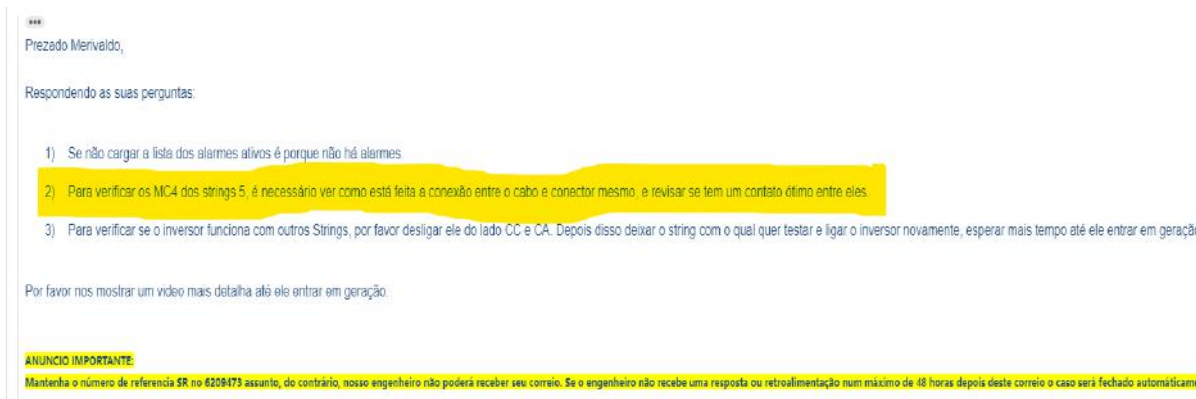 Prezado Merivaldo,
Respondendo as suas perguntas:
1) Se não cargar a lista dos alarmes ativos é porque não há alarmes.
2) Para verificar os MC4 dos strings 5, é necessário ver como está feita a conexão entre o cabo e conector mesmo, e revisar se tem um contato ótimo entre eles.
3) Para verificar se o inversor funciona com outros Strings, por favor desligar ele do lado CC e CA. Depois disso deixar o string com o qual quer testar e ligar o inversor novamente, esperar mais tempo até ele entrar em geração
Por favor nos mostrar um video mais detalha até ele entrar em geração.
ANUNCIO IMPORTANTE:
Mantenha o número de referencia SR no 6209473 assunto, do contrário, nosso engenheiro não poderá receber seu correio. Se o engenheiro não recebe uma resposta ou retroalimentação num máximo de 48 horas depois deste correio o caso será fechado automáticame